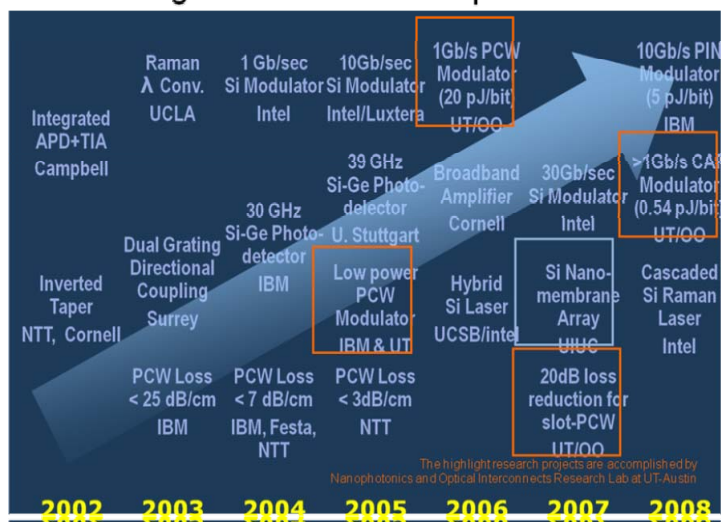 Integrated
APD+TIA
Campbell
Inverted
Taper
NTT, Cornell
Raman
λ Conv.
UCLA
Dual Grating
Directional
Coupling
Surrey
PCW Loss
< 25 dB/cm
IBM
1 Gb/sec
Si Modulator
Intel
30 GHz
Si-Ge Photo-
detector
IBM
PCW Loss
< 7 dB/cm
IBM, Festa,
NTT
10Gb/sec
Si Modulator
Intel/Luxtera
39 GHz
Si-Ge Photo-
detector
U. Stuttgart
Low power
PCW
Modulator
IBM & UT
PCW Loss
< 3dB/cm
NTT
1Gb/s PCW
Modulator
(20 pJ/bit)
UT/OO
Broadband
Amplifier
Cornell
Hybrid
Si Laser
UCSB/intel
30Gb/sec
Si Modulator
Intel
Si Nano-
membrane
Array
UIUC
20dB loss
reduction for
slot-PCW
UT/OO
10Gb/s PIN
Modulator
(5 pJ/bit)
IBM
>1Gb/s CAP
Modulator
(0.54 pJ/bit)
UT/OO
Cascaded
Si Raman
Laser
Intel
The highlight research projects are accomplished by
Nanophotonics and Optical Interconnects Research Lab at UT-Austin
2002 2003 2004 2005 2006 2007 2008